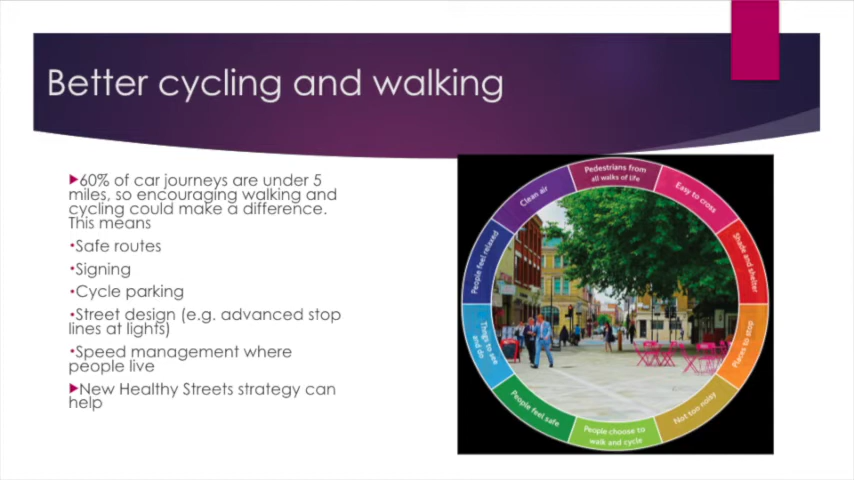 Better cycling and walking
▶60% of car journeys are under 5
miles, so encouraging walking and
cycling could make a difference.
This means
•Safe routes
•Signing
•Cycle parking
•Street design (e.g. advanced stop
lines at lights)
•Speed management where
people live
▶New Healthy Streets strategy can
help
Pedestrians from
all walks of life
Easy to cross
Shade and shelter
Places to stop
Not too noisy
People choose to
walk and cycle
People feel safe
Things to see
and do
People feel relaxed
Clean air